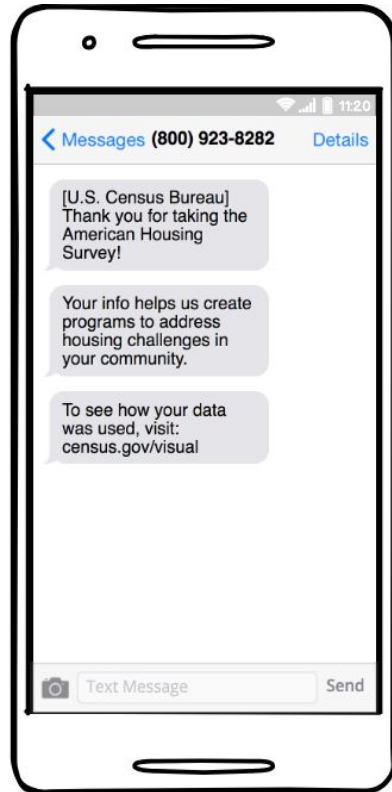 11:20
Messages (800) 923-8282 Details
[U.S. Census Bureau]
Thank you for taking the
American Housing
Survey!
Your info helps us create
programs to address
housing challenges in
your community.
To see how your data
was used, visit:
census.gov/visual
Text Message Send